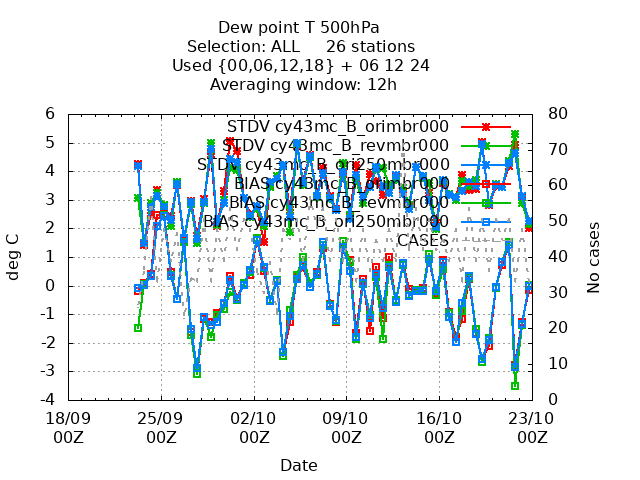 Dew point T 500hPa
Selection: ALL     26 stations
Used {00,06,12,18} + 06 12 24
Averaging window: 12h
STDV cy43mc_B_orimbr000
STDV cy43mc_B_revmbr000
STDV cy43mc_B_ori250mbr000
BIAS cy43mc_B_orimbr000
BIAS cy43mc_B_revmbr000
BIAS cy43mc_B_ori250mbr000
CASES
deg C
6
5
4
3
2
1
0
-1
-2
-3
-4
No cases
80
70
60
50
40
30
20
10
0
18/09 25/09 02/10 09/10 16/10 23/10
00Z 00Z 00Z 00Z 00Z 00Z
Date